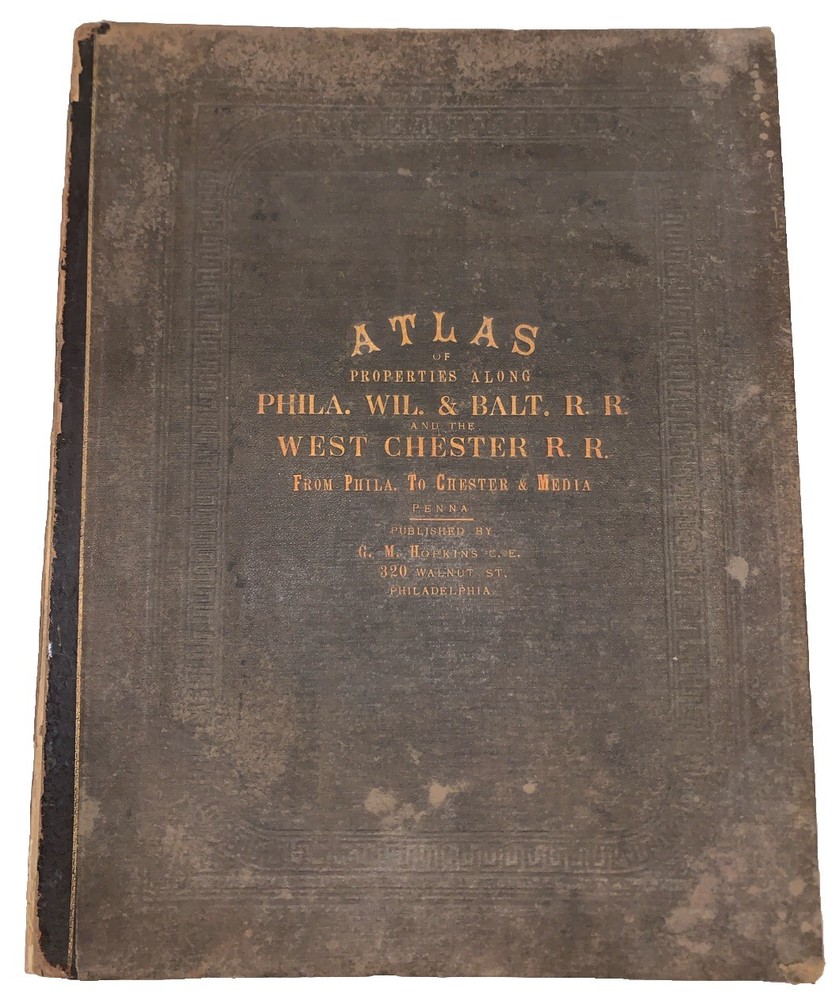 ATLAS
OF
PROPERTIES ALONG
PHILA. WIL. & BALT. R. R.
AND THE
WEST CHESTER R. R.
FROM PHILA. TO CHESTER & MEDIA
PENNA
PUBLISHED BY
G. M. HOPKINS C. E.
320 WALNUT ST.
PHILADELPHIA